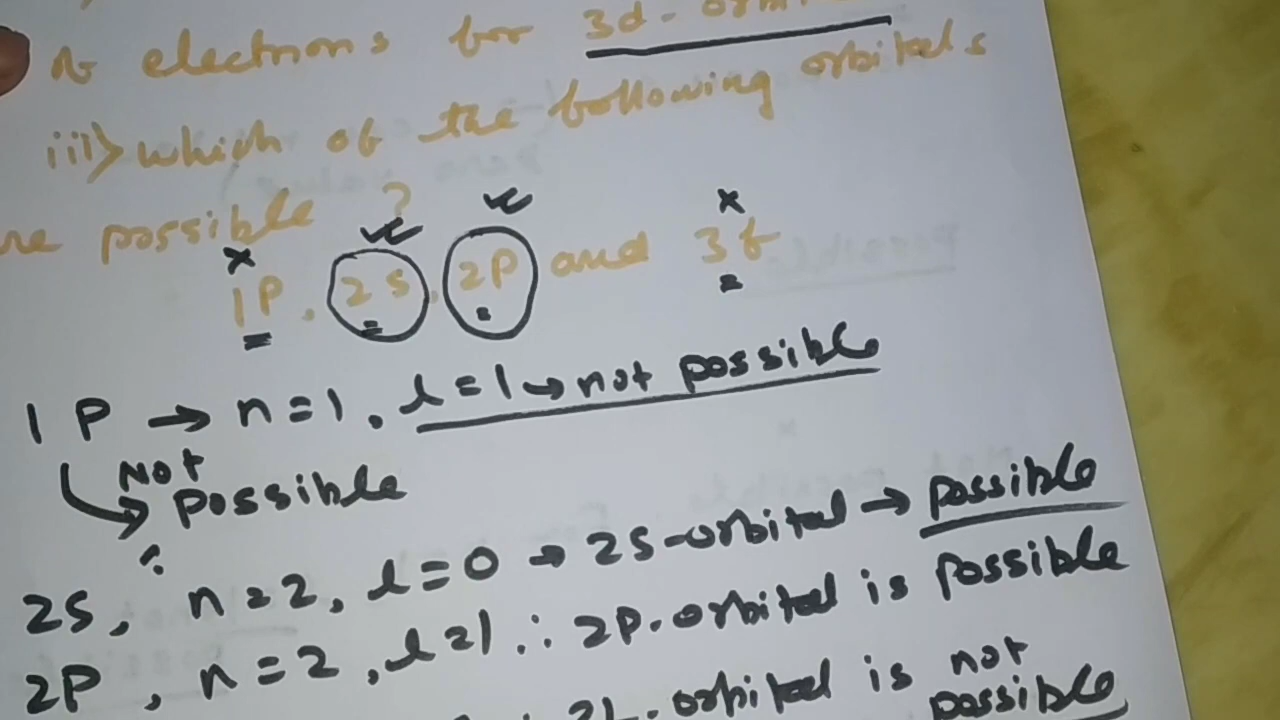 electrons for 3d-
iii) which of the following orbitals
are possible ?
1P, 2s, 2P and 3f
1P → n=1, l=1 → not possible
Not possible
2s, n=2, l=0 → 2s-orbital → possible
2P, n=2, l=1 ∴ 2P-orbital is possible
orbital is not possible